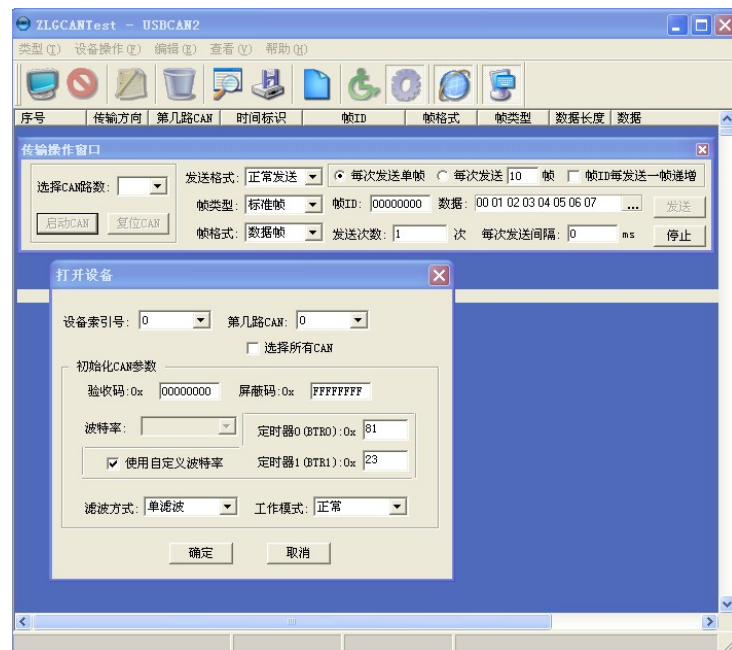 ZLGCANTest - USBCAN2
类型(T) 设备操作(P) 编辑(E) 查看(V) 帮助(H)
序号 传输方向 第几路CAN 时间标识 帧ID 帧格式 帧类型 数据长度 数据
传输操作窗口
选择CAN路数: 发送格式: 正常发送 每次发送单帧 每次发送 10 帧 帧ID每发送一帧递增
帧类型: 标准帧 帧ID: 00000000 数据: 00 01 02 03 04 05 06 07 ... 发送
启动CAN 复位CAN 帧格式: 数据帧 发送次数: 1 次 每次发送间隔: 0 ms 停止
打开设备
设备索引号: 0 第几路CAN: 0
选择所有CAN
初始化CAN参数
验收码:0x 00000000 屏蔽码:0x FFFFFFFF
波特率: 定时器0(BTR0):0x 81
使用自定义波特率 定时器1(BTR1):0x 23
滤波方式: 单滤波 工作模式: 正常
确定 取消